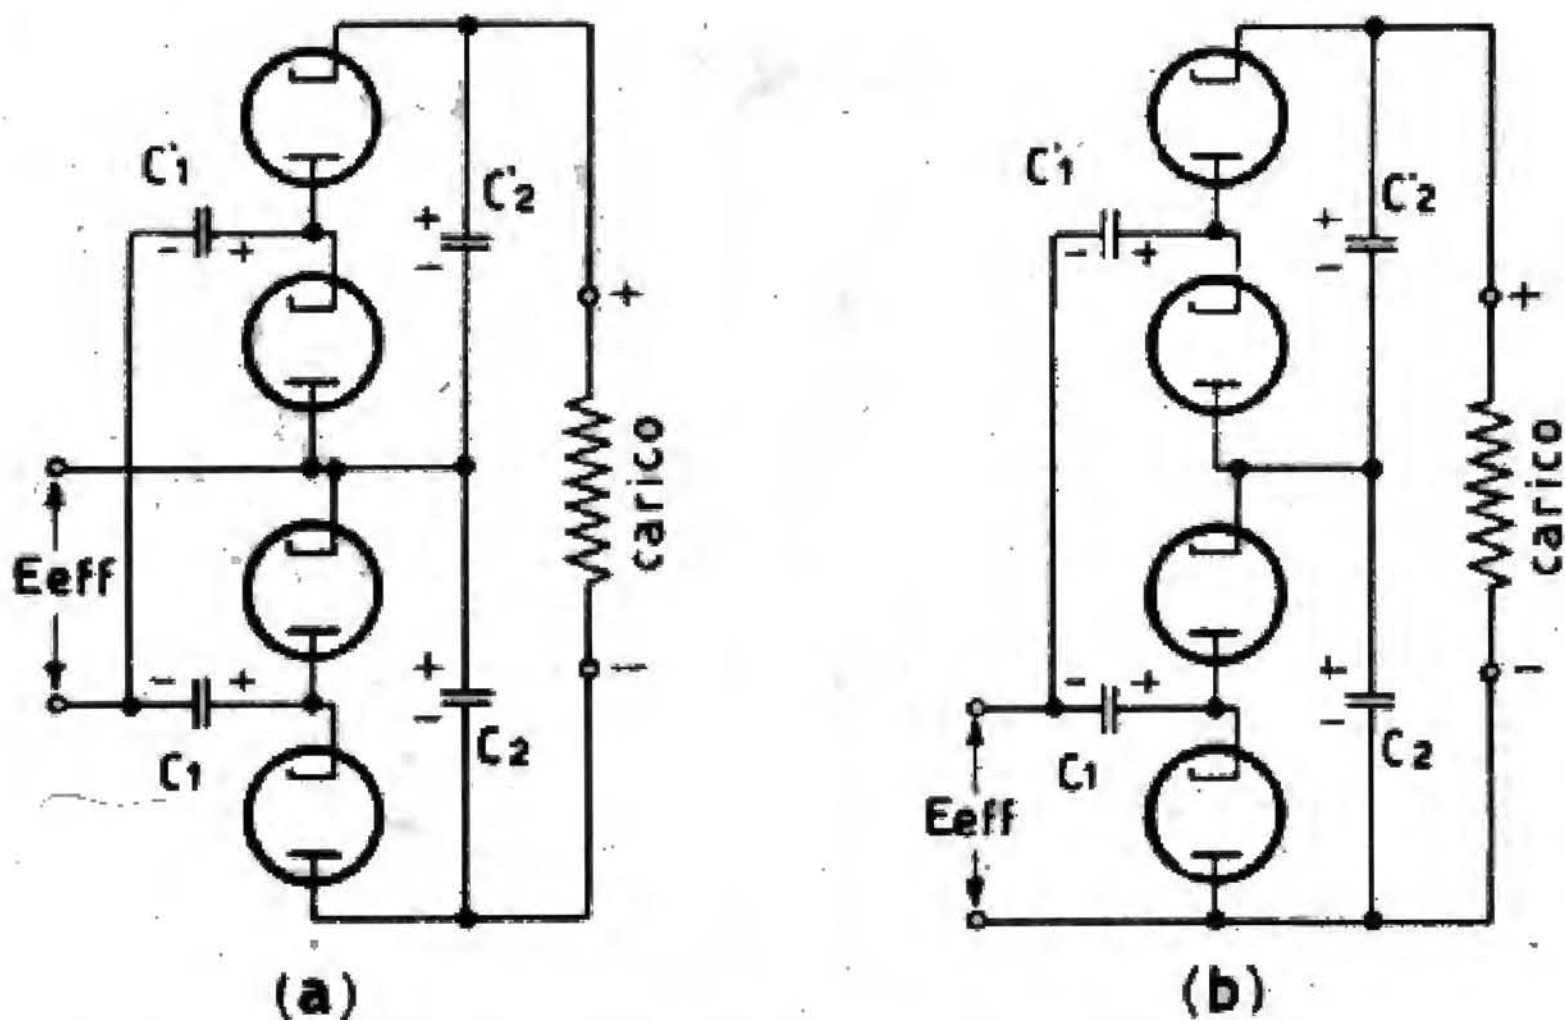 C'1
- +
+
-
C'2
+
carico
Eeff
- +
C1
+
-
C2
-
(a)
C'1
- +
+
-
C'2
+
carico
- +
C1
Eeff
+
-
C2
-
(b)